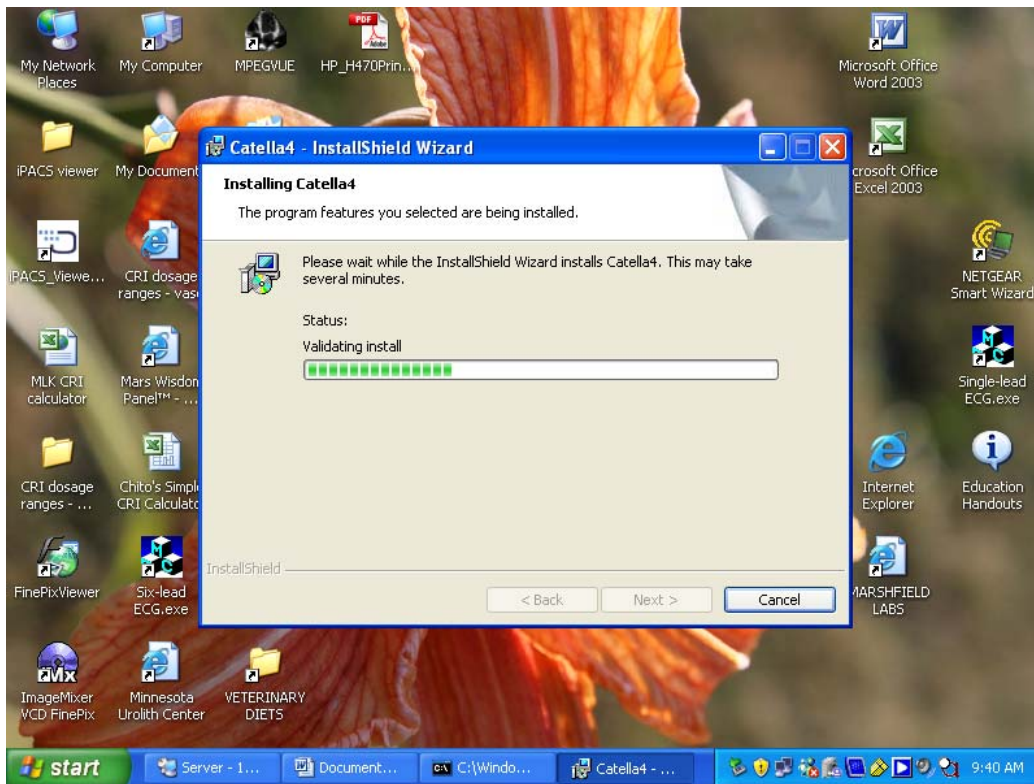 My Network
Places
My Computer
MPEGVUE
PDF
Adobe
HP_H470Prin...
Microsoft Office
Word 2003
iPACS viewer
My Document
Catella4 - InstallShield Wizard
Installing Catella4
The program features you selected are being installed.
crosoft Office
Excel 2003
iPACS_Viewe...
CRI dosage
ranges - vas
Please wait while the InstallShield Wizard installs Catella4. This may take
several minutes.
Status:
Validating install
NETGEAR
Smart Wizard
MLK CRI
calculator
Mars Wisdon
Panel™ - ...
Single-lead
ECG.exe
CRI dosage
ranges - ...
Chito's Simple
CRI Calculato
Internet
Explorer
Education
Handouts
FinePixViewer
Six-lead
ECG.exe
InstallShield
< Back
Next >
Cancel
MARSHFIELD
LABS
ImageMixer
VCD FinePix
Minnesota
Urolith Center
VETERINARY
DIETS
start
Server - 1...
Document...
C:\Windo...
Catella4 - ...
9:40 AM